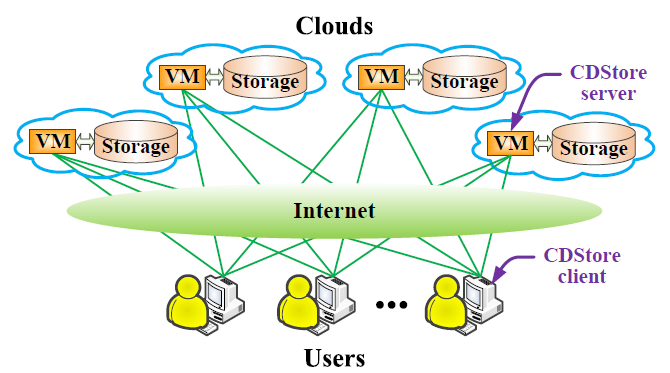 Clouds
VM Storage
VM Storage
VM Storage
VM Storage
CDStore
server
Internet
CDStore
client
Users